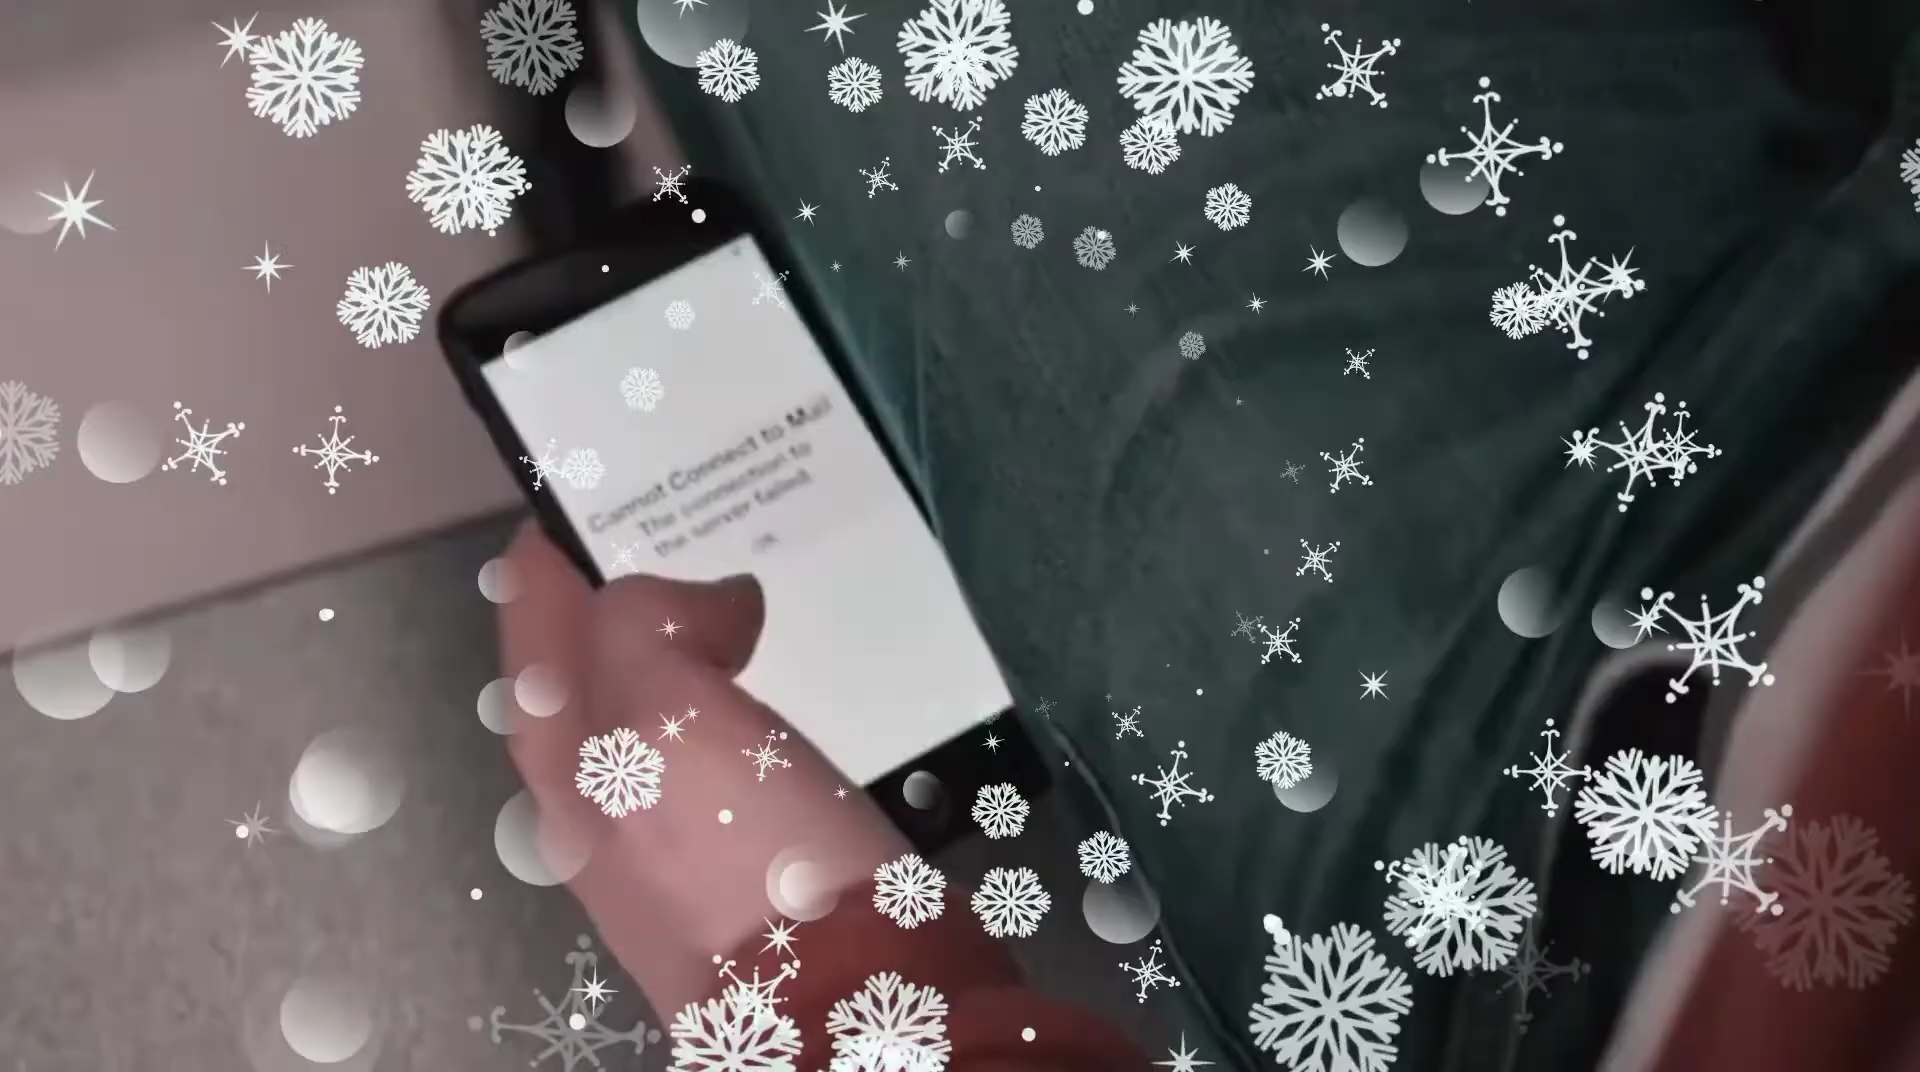 Cannot Connect to Mail
The connection to
the server failed.
OK